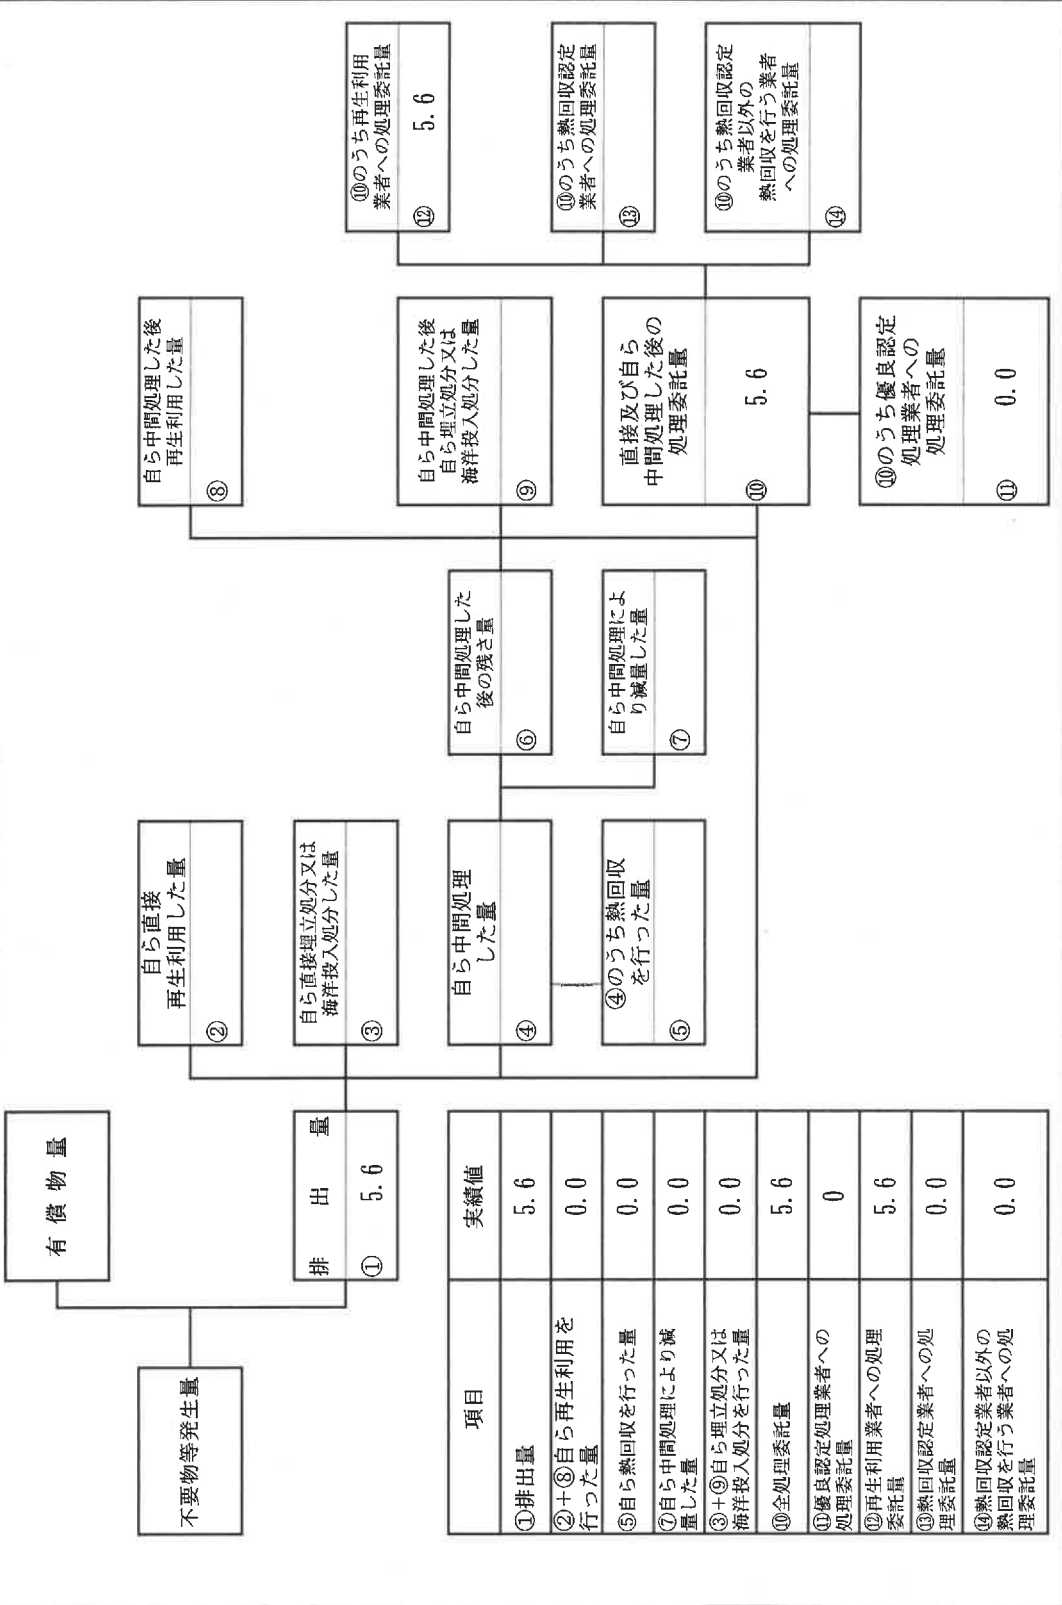 不要物等発生量
有償物量
排出量
① 5.6
自ら直接
再生利用した量
②
自ら直接埋立処分又は
海洋投入処分した量
③
自ら中間処理
した量
④
④のうち熱回収
を行った量
⑤
自ら中間処理した
後の残さ量
⑥
自ら中間処理によ
り減量した量
⑦
自ら中間処理した後
再生利用した量
⑧
自ら中間処理した後
自ら埋立処分又は
海洋投入処分した量
⑨
直接及び自ら
中間処理した後の
処理委託量
⑩ 5.6
⑩のうち優良認定
処理業者への
処理委託量
⑪ 0.0
⑩のうち再生利用
業者への処理委託量
⑫ 5.6
⑩のうち熱回収認定
業者への処理委託量
⑬
⑩のうち熱回収認定
業者以外の
熱回収を行う業者
への処理委託量
⑭
項目 実績値
①排出量 5.6
②+⑧自ら再生利用を
行った量 0.0
⑤自ら熱回収を行った量 0.0
⑦自ら中間処理により減
量した量 0.0
③+⑨自ら埋立処分又は
海洋投入処分を行った量 0.0
⑩全処理委託量 5.6
⑪優良認定処理業者への
処理委託量 0
⑫再生利用業者への処理
委託量 5.6
⑬熱回収認定業者への処
理委託量 0.0
⑭熱回収認定業者以外の
熱回収を行う業者への処
理委託量 0.0